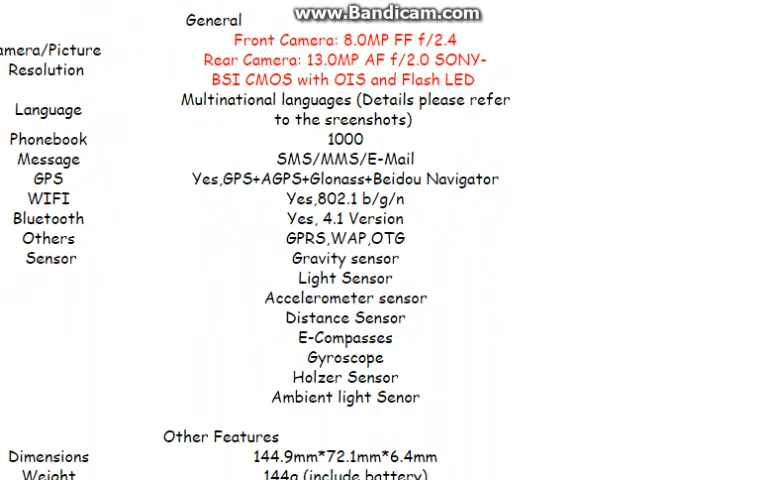 www.Bandicam.com
General
Front Camera: 8.0MP FF f/2.4
amera/Picture
Resolution
Rear Camera: 13.0MP AF f/2.0 SONY-
BSI CMOS with OIS and Flash LED
Language
Multinational languages (Details please refer
to the sreenshots)
Phonebook 1000
Message SMS/MMS/E-Mail
GPS Yes,GPS+AGPS+Glonass+Beidou Navigator
WIFI Yes,802.1 b/g/n
Bluetooth Yes, 4.1 Version
Others GPRS,WAP,OTG
Sensor Gravity sensor
Light Sensor
Accelerometer sensor
Distance Sensor
E-Compasses
Gyroscope
Holzer Sensor
Ambient light Senor
Other Features
Dimensions 144.9mm*72.1mm*6.4mm
Weight 144g (include battery)